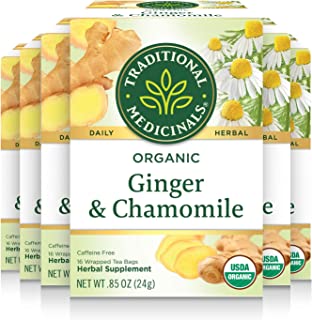 TRADITIONAL
MEDICINALS®
DAILY
HERBAL
ORGANIC
Ginger
& Chamomile
Caffeine Free
16 Wrapped Tea Bags
Herbal Supplement
NET WT .85 OZ (24g)
USDA
ORGANIC